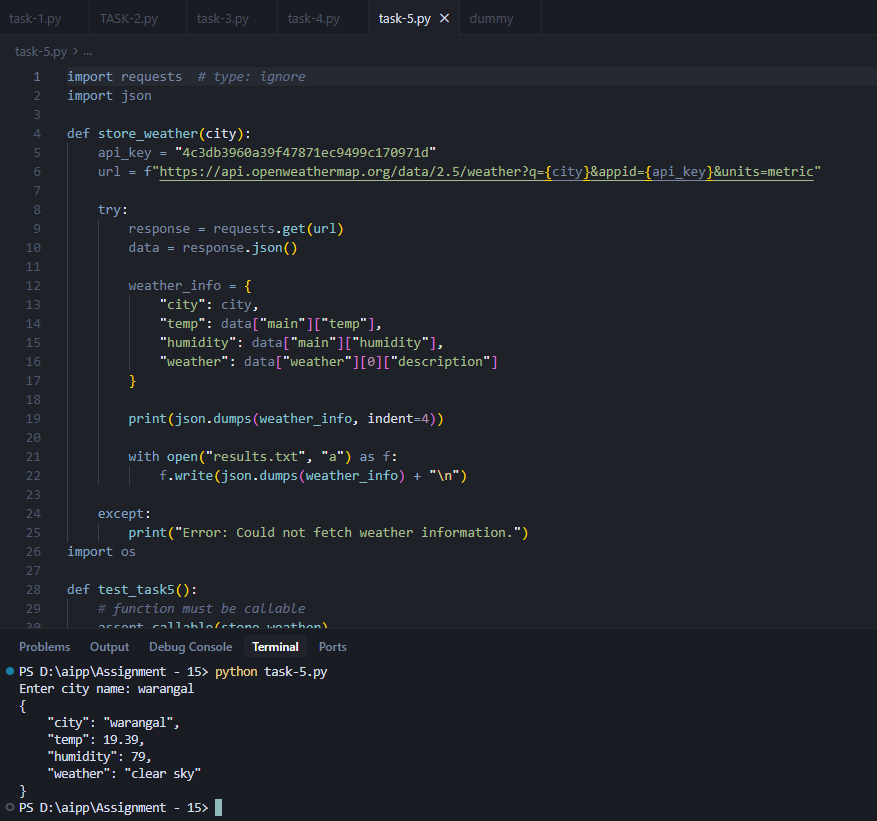 task-1.py TASK-2.py task-3.py task-4.py task-5.py dummy
task-5.py > ...
1 import requests  # type: ignore
2 import json
3
4 def store_weather(city):
5     api_key = "4c3db3960a39f47871ec9499c170971d"
6     url = f"https://api.openweathermap.org/data/2.5/weather?q={city}&appid={api_key}&units=metric"
7
8     try:
9         response = requests.get(url)
10         data = response.json()
11
12         weather_info = {
13             "city": city,
14             "temp": data["main"]["temp"],
15             "humidity": data["main"]["humidity"],
16             "weather": data["weather"][0]["description"]
17         }
18
19         print(json.dumps(weather_info, indent=4))
20
21         with open("results.txt", "a") as f:
22             f.write(json.dumps(weather_info) + "\n")
23
24     except:
25         print("Error: Could not fetch weather information.")
26 import os
27
28 def test_task5():
29     # function must be callable
30     assert callable(store_weather)
Problems Output Debug Console Terminal Ports
PS D:\aipp\Assignment - 15> python task-5.py
Enter city name: warangal
{
    "city": "warangal",
    "temp": 19.39,
    "humidity": 79,
    "weather": "clear sky"
}
PS D:\aipp\Assignment - 15>